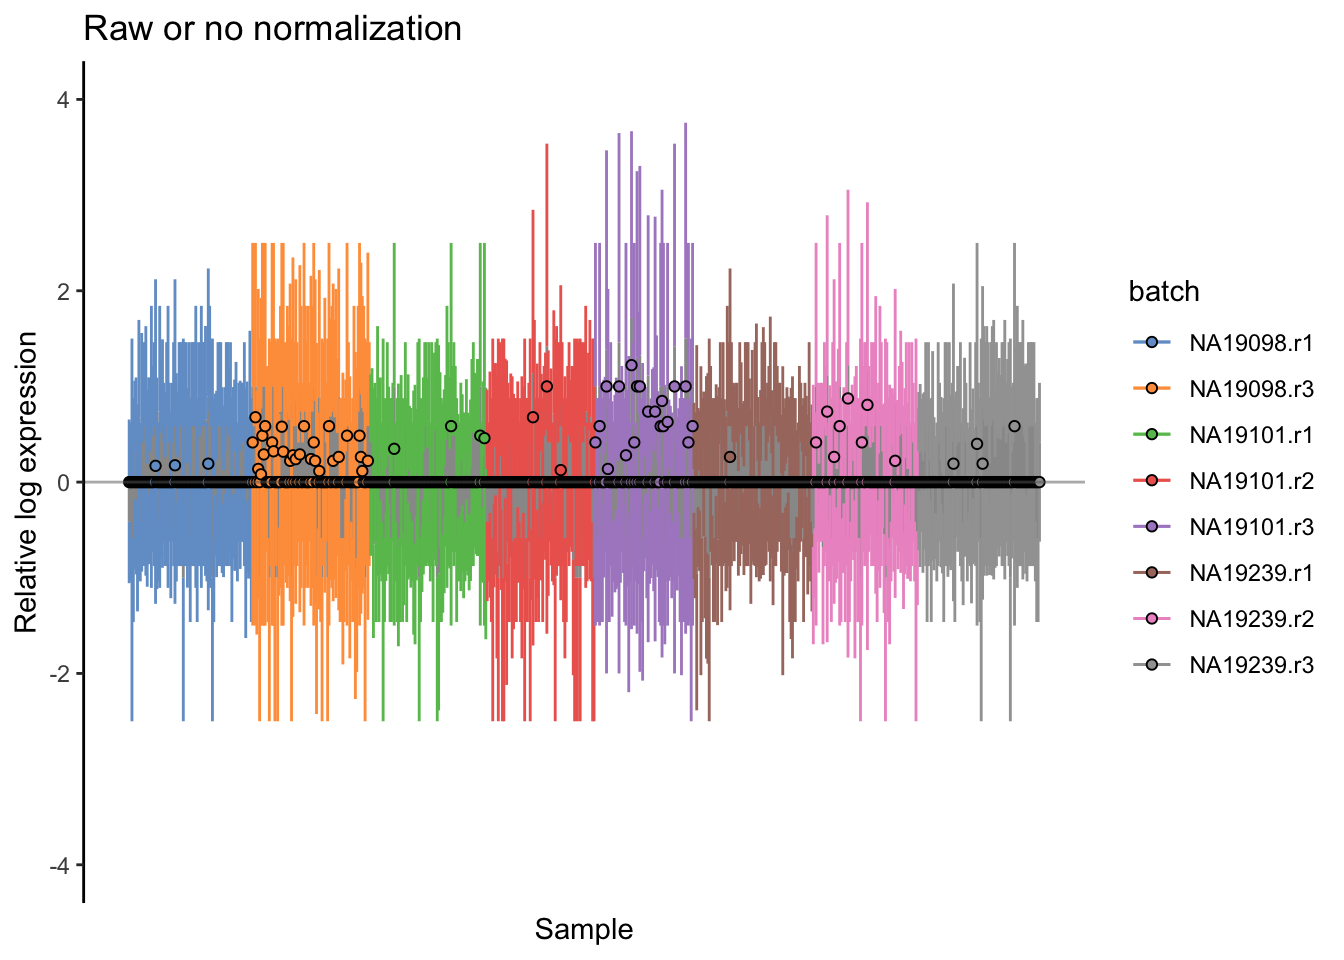 Raw or no normalization
4
2
0
-2
-4
Relative log expression
Sample
batch
NA19098.r1
NA19098.r3
NA19101.r1
NA19101.r2
NA19101.r3
NA19239.r1
NA19239.r2
NA19239.r3